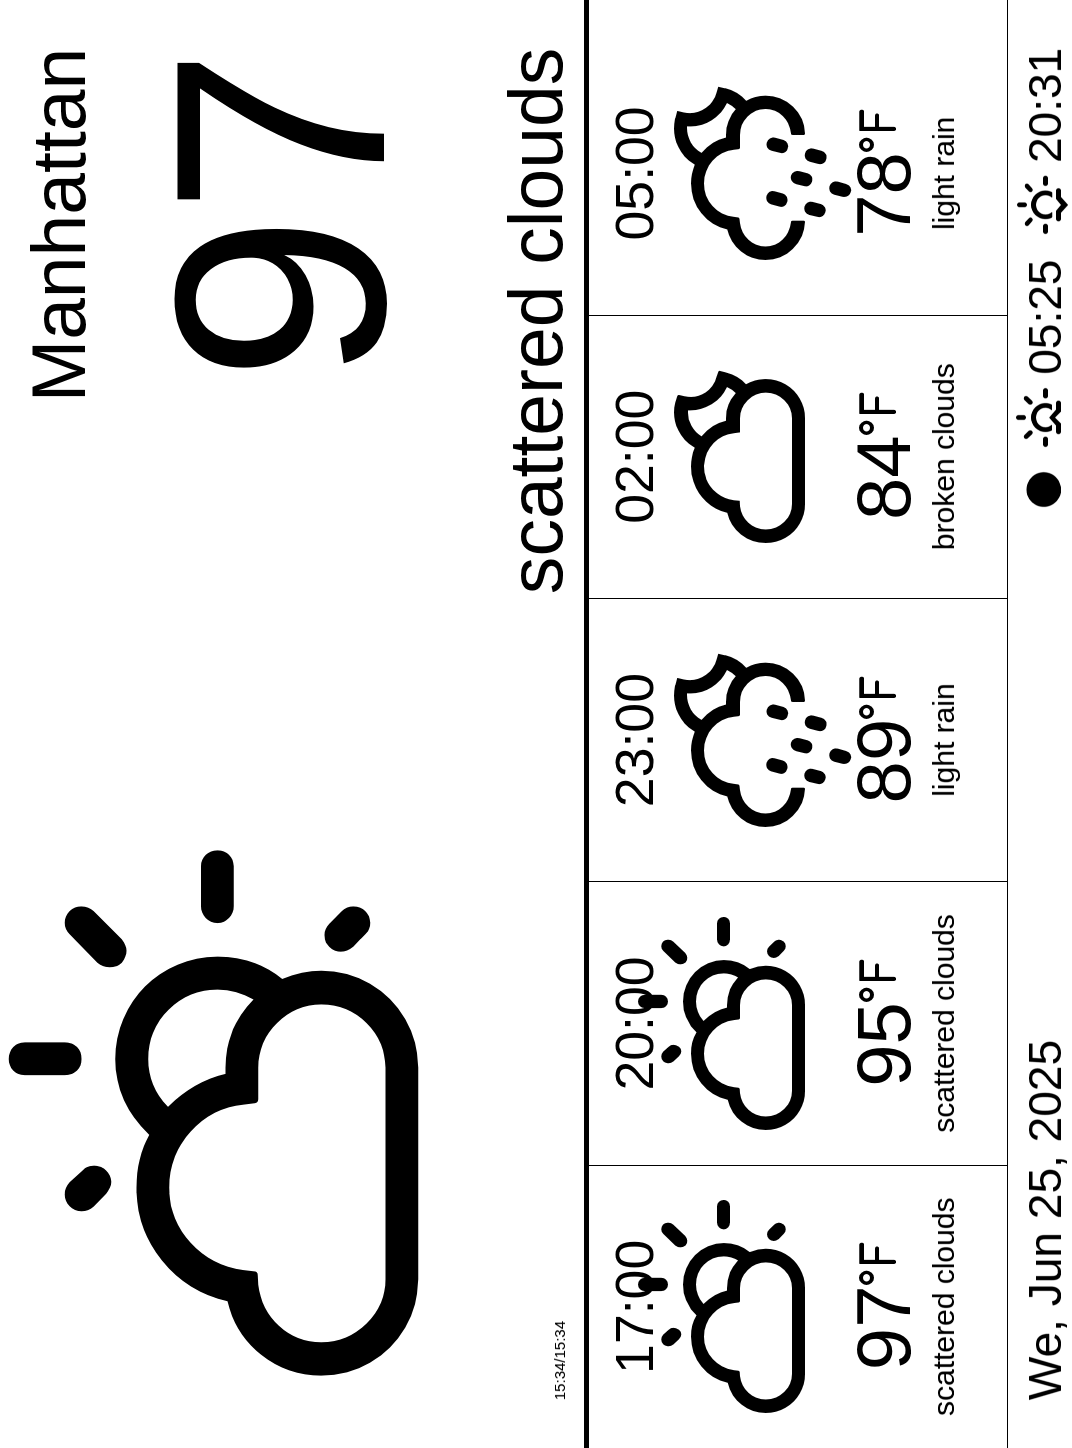 Manhattan
97
scattered clouds
15:34/15:34
17:00
97°F
scattered clouds
20:00
95°F
scattered clouds
23:00
89°F
light rain
02:00
84°F
broken clouds
05:00
78°F
light rain
We, Jun 25, 2025
05:25
20:31